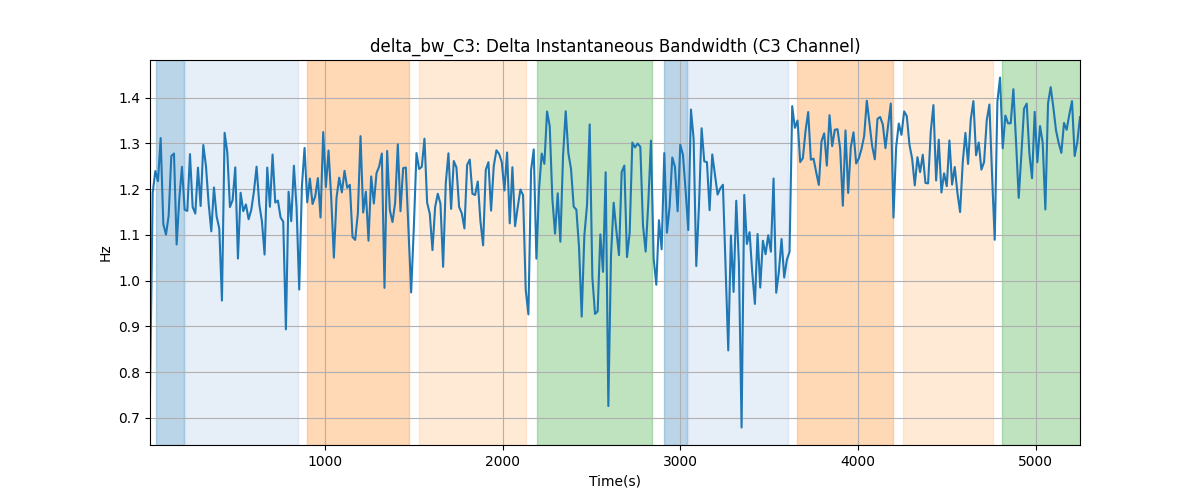 delta_bw_C3: Delta Instantaneous Bandwidth (C3 Channel)
1.4
1.3
1.2
1.1
1.0
0.9
0.8
0.7
Hz
1000 2000 3000 4000 5000
Time(s)